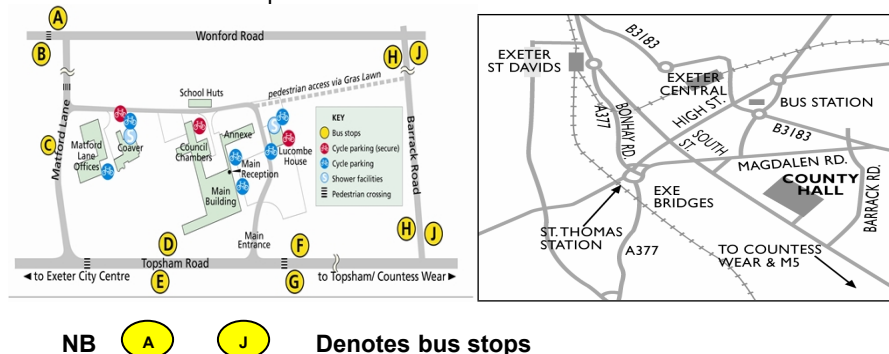 A
B
Wonford Road
H
J
pedestrian access via Gras Lawn
School Huts
Matford Lane
C
Matford
Lane
Offices
Coaver
S
Council
Chambers
Annexe
S
Lucombe
House
Main
Reception
Main
Building
Main
Entrance
Barrack Road
KEY
Bus stops
Cycle parking (secure)
Cycle parking
S Shower facilities
Pedestrian crossing
D
E
F
G
H
J
Topsham Road
to Exeter City Centre
to Topsham/ Countess Wear
EXETER
ST DAVIDS
B3183
EXETER
CENTRAL
HIGH ST.
BUS STATION
A377
BONHAY RD.
SOUTH
ST.
B3183
MAGDALEN RD.
COUNTY
HALL
BARRACK RD.
EXE
BRIDGES
ST. THOMAS
STATION
A377
TO COUNTESS
WEAR & M5
NB A J Denotes bus stops